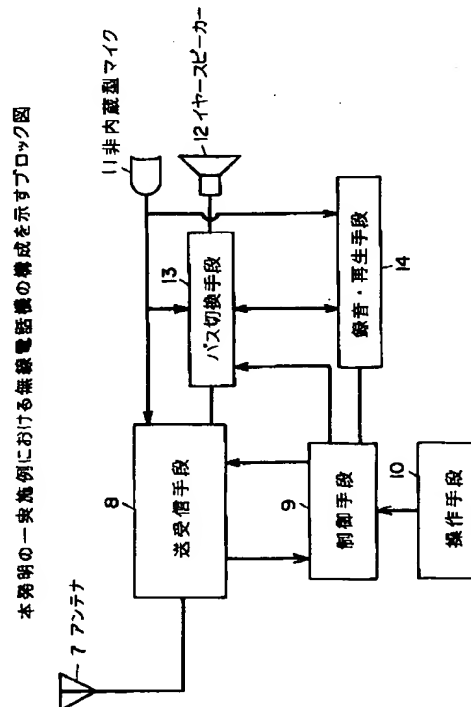 本発明の一実施例における無線電話機の構成を示すブロック図
7 アンテナ
8
送受信手段
11 非内蔵型マイク
12 イヤースピーカー
13
パス切換手段
9
制御手段
14
録音・再生手段
10
操作手段